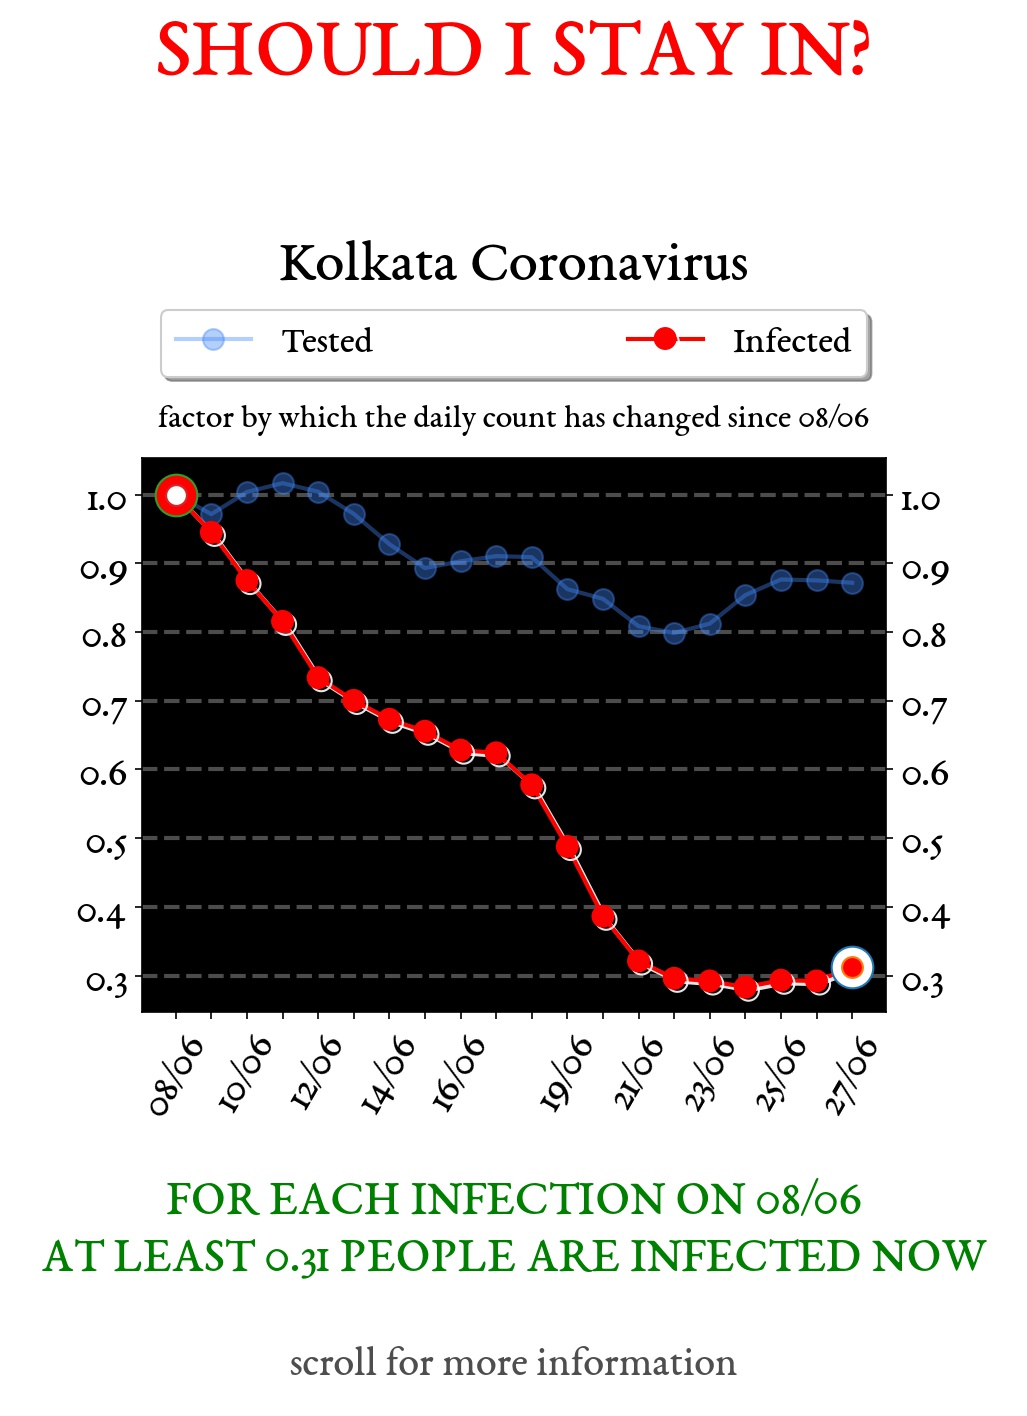 SHOULD I STAY IN?
Kolkata Coronavirus
Tested Infected
factor by which the daily count has changed since 08/06
1.0 1.0
0.9 0.9
0.8 0.8
0.7 0.7
0.6 0.6
0.5 0.5
0.4 0.4
0.3 0.3
08/06 10/06 12/06 14/06 16/06 19/06 21/06 23/06 25/06 27/06
FOR EACH INFECTION ON 08/06
AT LEAST 0.31 PEOPLE ARE INFECTED NOW
scroll for more information